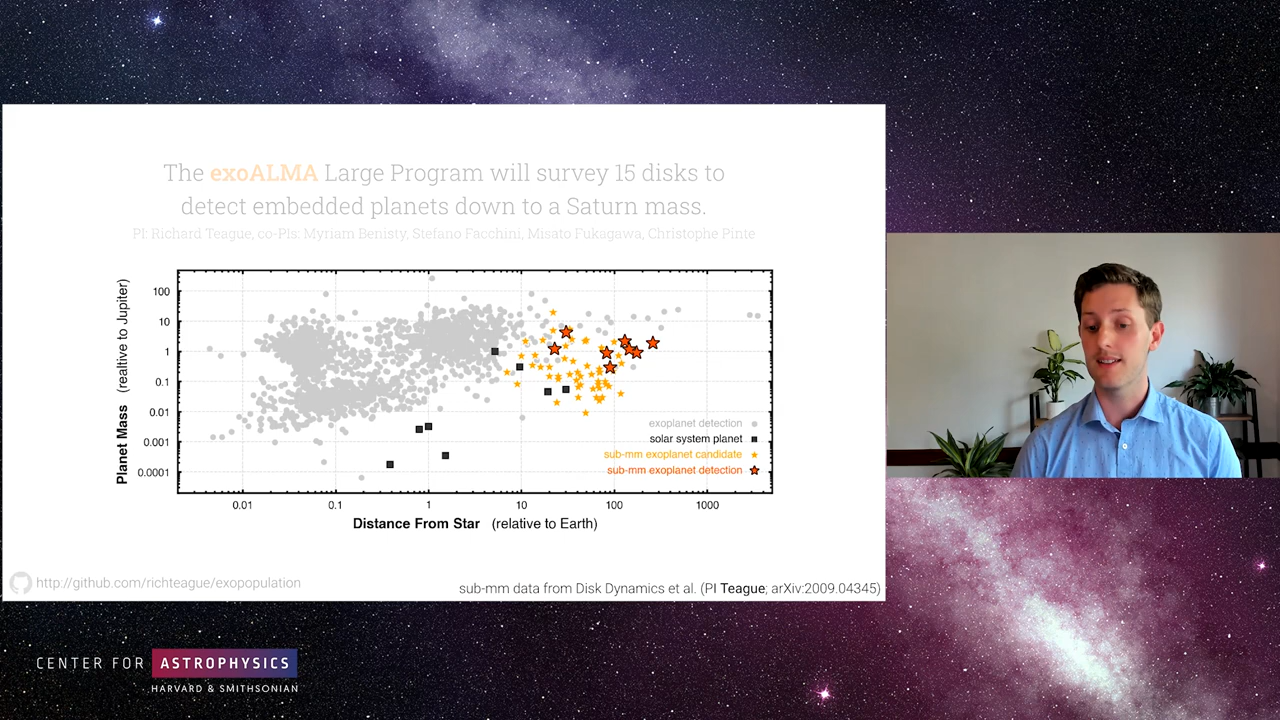 The exoALMA Large Program will survey 15 disks to
detect embedded planets down to a Saturn mass.
PI: Richard Teague, co-PIs: Myriam Benisty, Stefano Facchini, Misato Fukagawa, Christophe Pinte
Planet Mass (realative to Jupiter)
100
10
1
0.1
0.01
0.001
0.0001
exoplanet detection
solar system planet
sub-mm exoplanet candidate
sub-mm exoplanet detection
0.01 0.1 1 10 100 1000
Distance From Star (relative to Earth)
http://github.com/richteague/exopopulation
sub-mm data from Disk Dynamics et al. (PI Teague; arXiv:2009.04345)
CENTER FOR ASTROPHYSICS
HARVARD & SMITHSONIAN